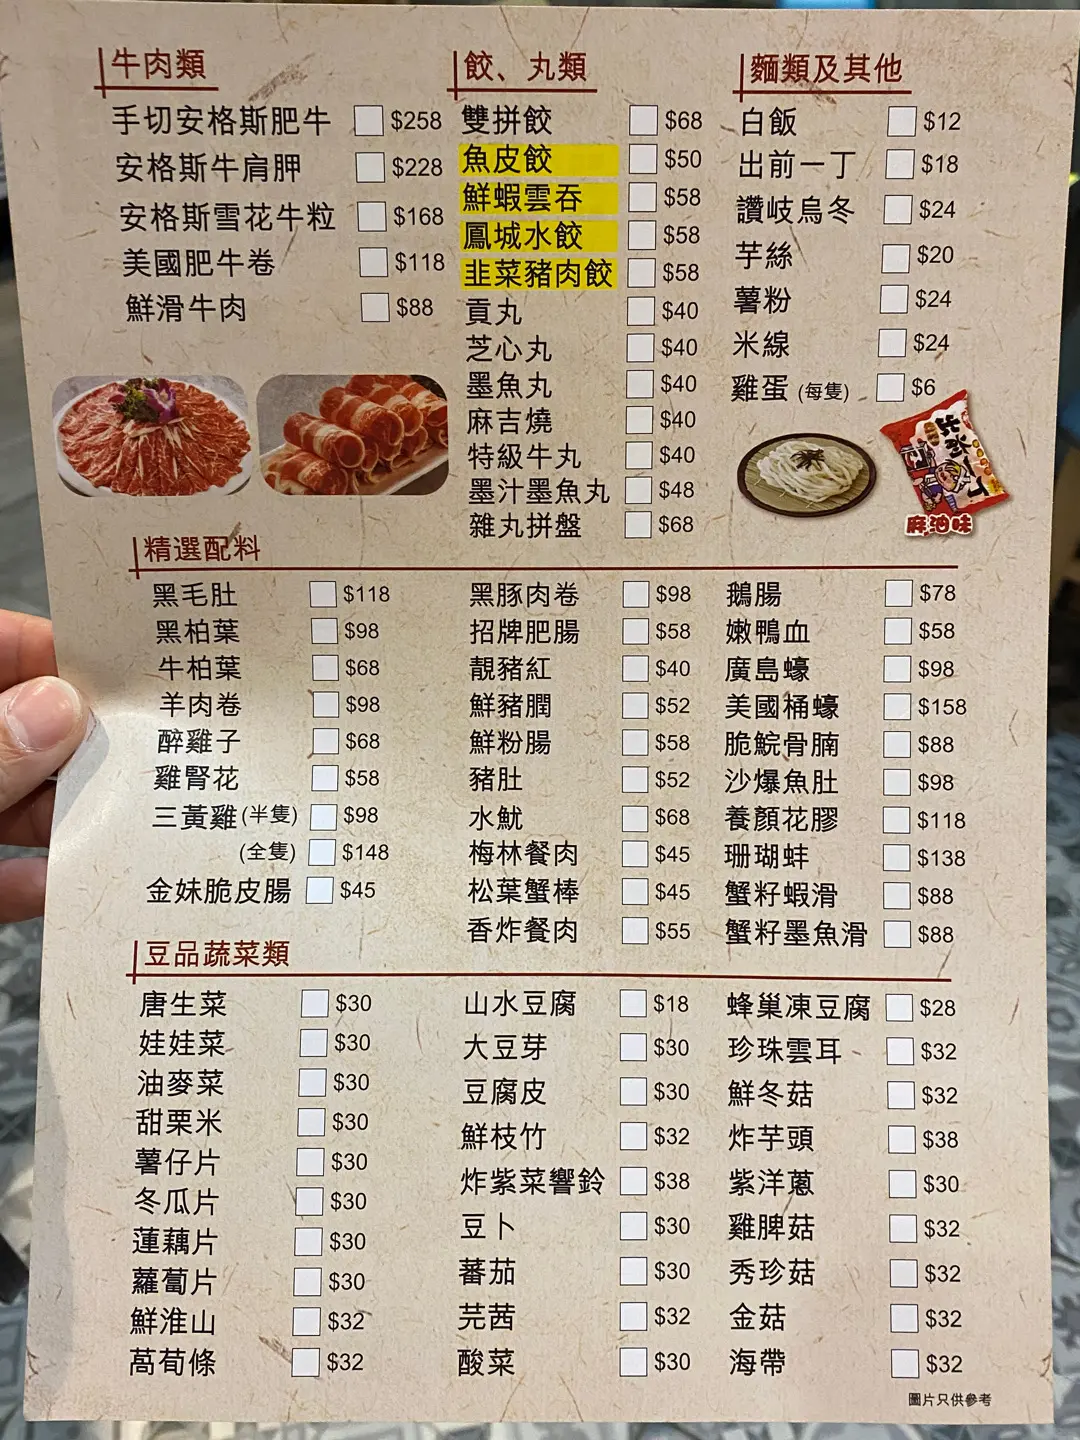 牛肉類
手切安格斯肥牛 $258
安格斯牛肩胛 $228
安格斯雪花牛粒 $168
美國肥牛卷 $118
鮮滑牛肉 $88
餃、丸類
雙拼餃 $68
魚皮餃 $50
鮮蝦雲吞 $58
鳳城水餃 $58
韭菜豬肉餃 $58
貢丸 $40
芝心丸 $40
墨魚丸 $40
麻吉燒 $40
特級牛丸 $40
墨汁墨魚丸 $48
雜丸拼盤 $68
麵類及其他
白飯 $12
出前一丁 $18
讚岐烏冬 $24
芋絲 $20
薯粉 $24
米線 $24
雞蛋 (每隻) $6
出前一丁
麻油味
精選配料
黑毛肚 $118
黑柏葉 $98
牛柏葉 $68
羊肉卷 $98
醉雞子 $68
雞腎花 $58
三黃雞 (半隻) $98
(全隻) $148
金妹脆皮腸 $45
黑豚肉卷 $98
招牌肥腸 $58
靚豬紅 $40
鮮豬膶 $52
鮮粉腸 $58
豬肚 $52
水魷 $68
梅林餐肉 $45
松葉蟹棒 $45
香炸餐肉 $55
鵝腸 $78
嫩鴨血 $58
廣島蠔 $98
美國桶蠔 $158
脆鯇骨腩 $88
沙爆魚肚 $98
養顏花膠 $118
珊瑚蚌 $138
蟹籽蝦滑 $88
蟹籽墨魚滑 $88
豆品蔬菜類
唐生菜 $30
娃娃菜 $30
油麥菜 $30
甜粟米 $30
薯仔片 $30
冬瓜片 $30
蓮藕片 $30
蘿蔔片 $30
鮮淮山 $32
萵荀條 $32
山水豆腐 $18
大豆芽 $30
豆腐皮 $30
鮮枝竹 $32
炸紫菜響鈴 $38
豆卜 $30
蕃茄 $30
芫茜 $32
酸菜 $30
蜂巢凍豆腐 $28
珍珠雲耳 $32
鮮冬菇 $32
炸芋頭 $38
紫洋蔥 $30
雞脾菇 $32
秀珍菇 $32
金菇 $32
海帶 $32
圖片只供參考